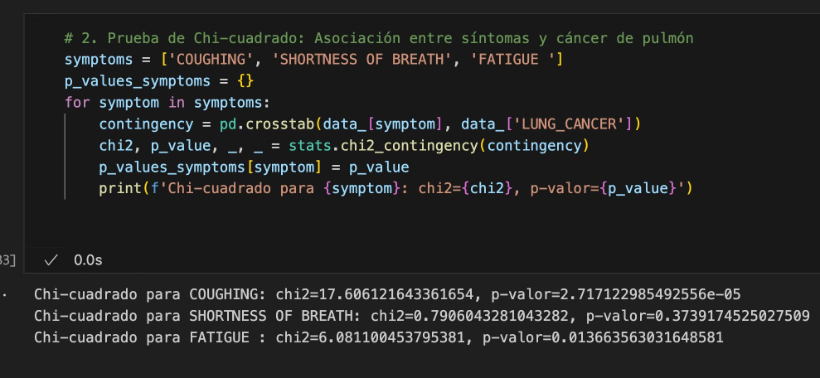 # 2. Prueba de Chi-cuadrado: Asociación entre síntomas y cáncer de pulmón
symptoms = ['COUGHING', 'SHORTNESS OF BREATH', 'FATIGUE ']
p_values_symptoms = {}
for symptom in symptoms:
    contingency = pd.crosstab(data_[symptom], data_['LUNG_CANCER'])
    chi2, p_value, _, _ = stats.chi2_contingency(contingency)
    p_values_symptoms[symptom] = p_value
    print(f'Chi-cuadrado para {symptom}: chi2={chi2}, p-valor={p_value}')
33] ✓ 0.0s
Chi-cuadrado para COUGHING: chi2=17.606121643361654, p-valor=2.717122985492556e-05
Chi-cuadrado para SHORTNESS OF BREATH: chi2=0.7906043281043282, p-valor=0.3739174525027509
Chi-cuadrado para FATIGUE : chi2=6.081100453795381, p-valor=0.013663563031648581